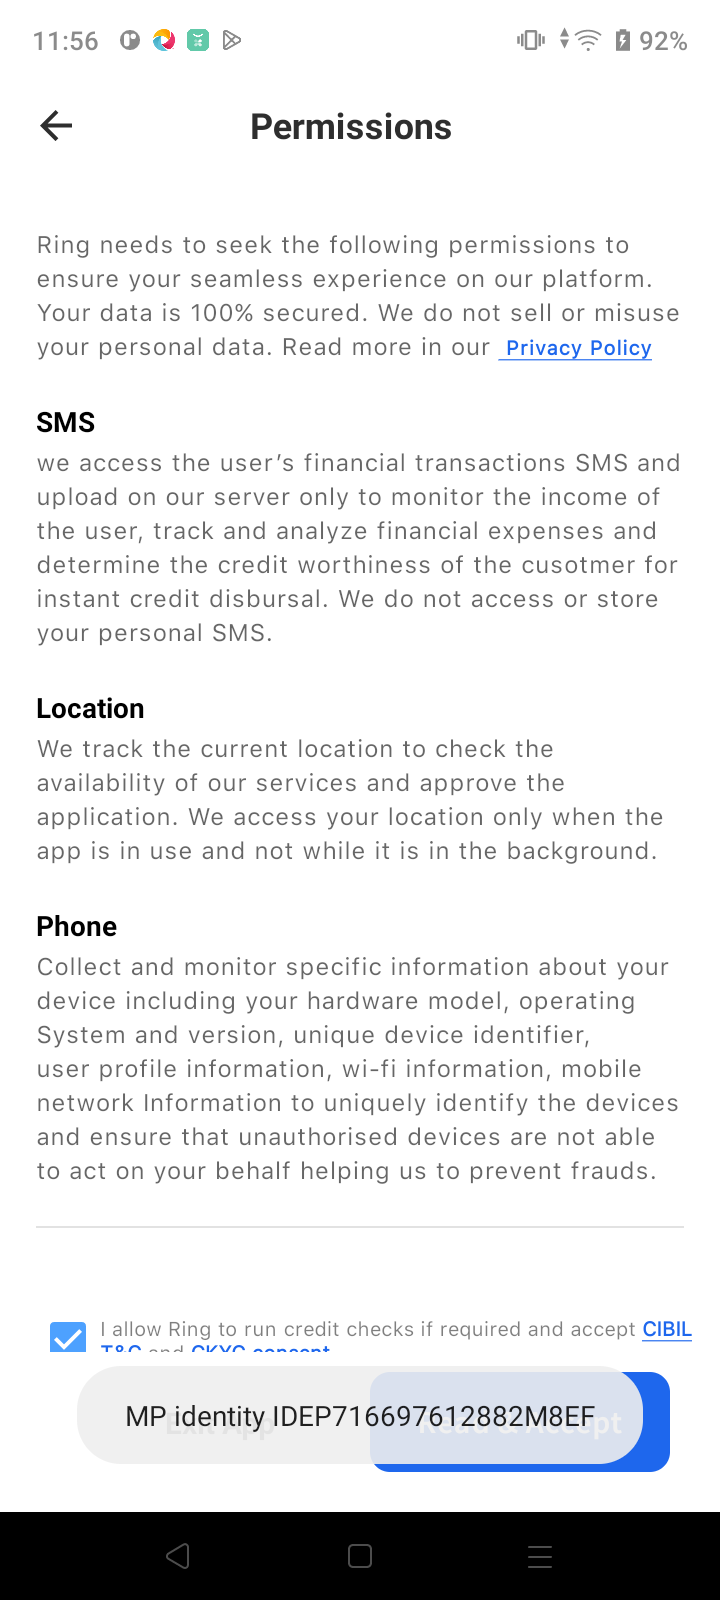 11:56
92%
Permissions
Ring needs to seek the following permissions to
ensure your seamless experience on our platform.
Your data is 100% secured. We do not sell or misuse
your personal data. Read more in our Privacy Policy
SMS
we access the user's financial transactions SMS and
upload on our server only to monitor the income of
the user, track and analyze financial expenses and
determine the credit worthiness of the cusotmer for
instant credit disbursal. We do not access or store
your personal SMS.
Location
We track the current location to check the
availability of our services and approve the
application. We access your location only when the
app is in use and not while it is in the background.
Phone
Collect and monitor specific information about your
device including your hardware model, operating
System and version, unique device identifier,
user profile information, wi-fi information, mobile
network Information to uniquely identify the devices
and ensure that unauthorised devices are not able
to act on your behalf helping us to prevent frauds.
I allow Ring to run credit checks if required and accept CIBIL
T&C and CKYC consent
Exit App
Read & Accept
MP identity IDEP716697612882M8EF